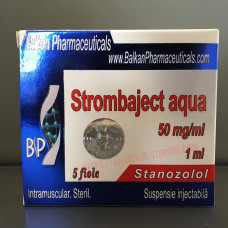 Balkan Pharmaceuticals
www.BalkanPharmaceuticals.com
Strombaject aqua
50 mg/ml
1 ml
BP
5 fiole
Stanozolol
Intramuscular. Steril.
Suspensie injectabilă